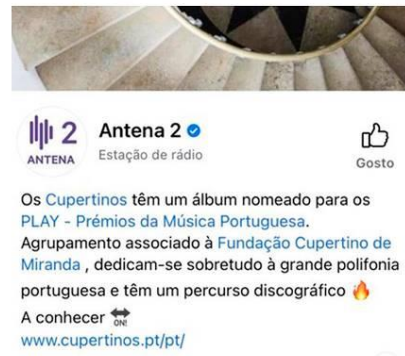 2
ANTENA
Antena 2
Estação de rádio
Gosto
Os Cupertinos têm um álbum nomeado para os
PLAY - Prémios da Música Portuguesa.
Agrupamento associado à Fundação Cupertino de
Miranda , dedicam-se sobretudo à grande polifonia
portuguesa e têm um percurso discográfico 🔥
A conhecer 🔛
www.cupertinos.pt/pt/